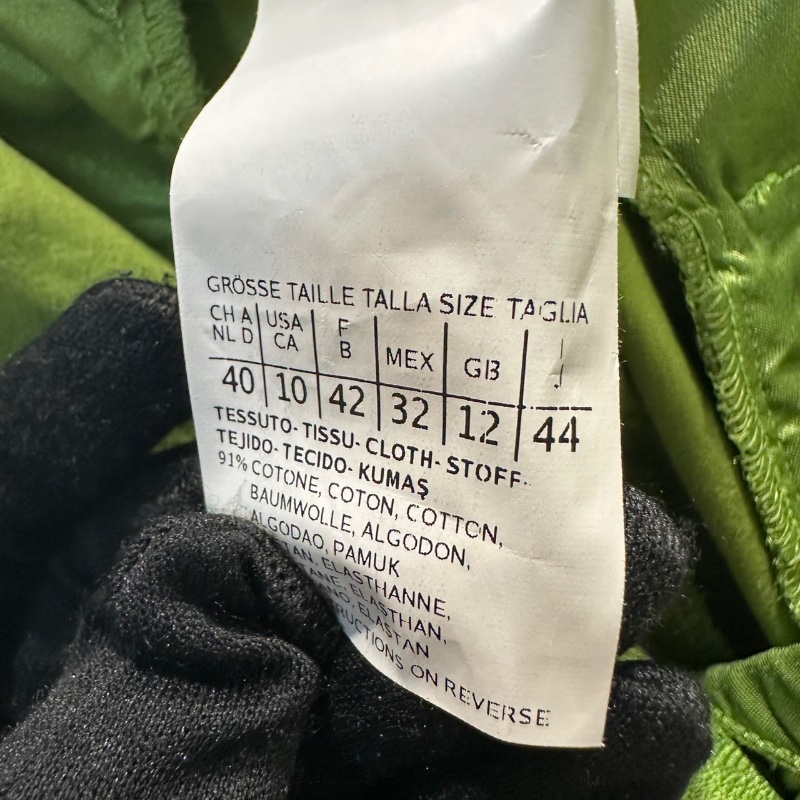 GRÖSSE TAILLE TALLA SIZE TAGLIA
CH A USA F I
NL D CA B MEX GB J
40 10 42 32 12 44
TESSUTO- TISSU- CLOTH- STOFF-
TEJIDO- TECIDO- KUMAŞ
91% COTONE, COTON, COTTON,
BAUMWOLLE, ALGODON,
ALGODAO, PAMUK
ELASTHANNE,
ELASTHAN,
ELASTAN
ON REVERSE